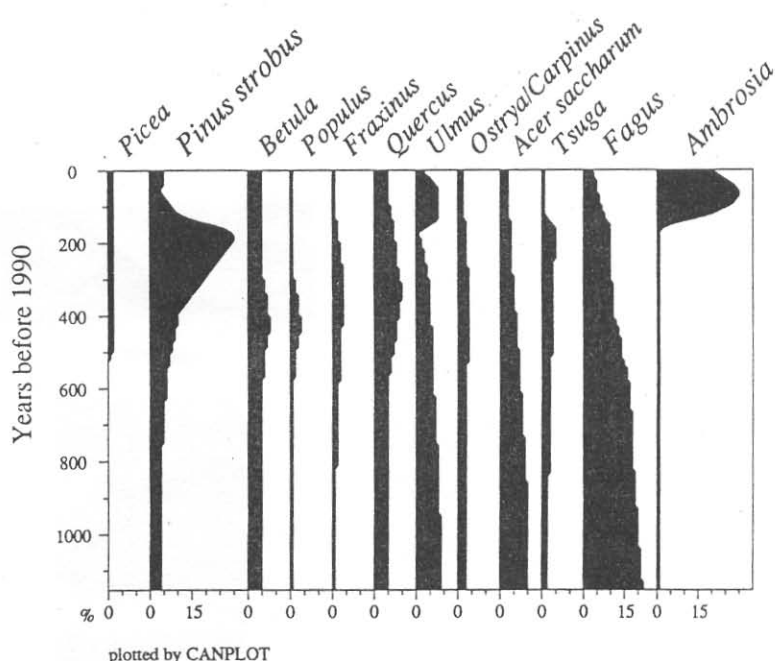 Picea
Pinus strobus
Betula
Populus
Fraxinus
Quercus
Ulmus
Ostrya/Carpinus
Acer saccharum
Tsuga
Fagus
Ambrosia
Years before 1990
0
200
400
600
800
1000
% 0 0 15 0 0 0 0 0 0 0 0 0 15 0 15
plotted by CANPLOT